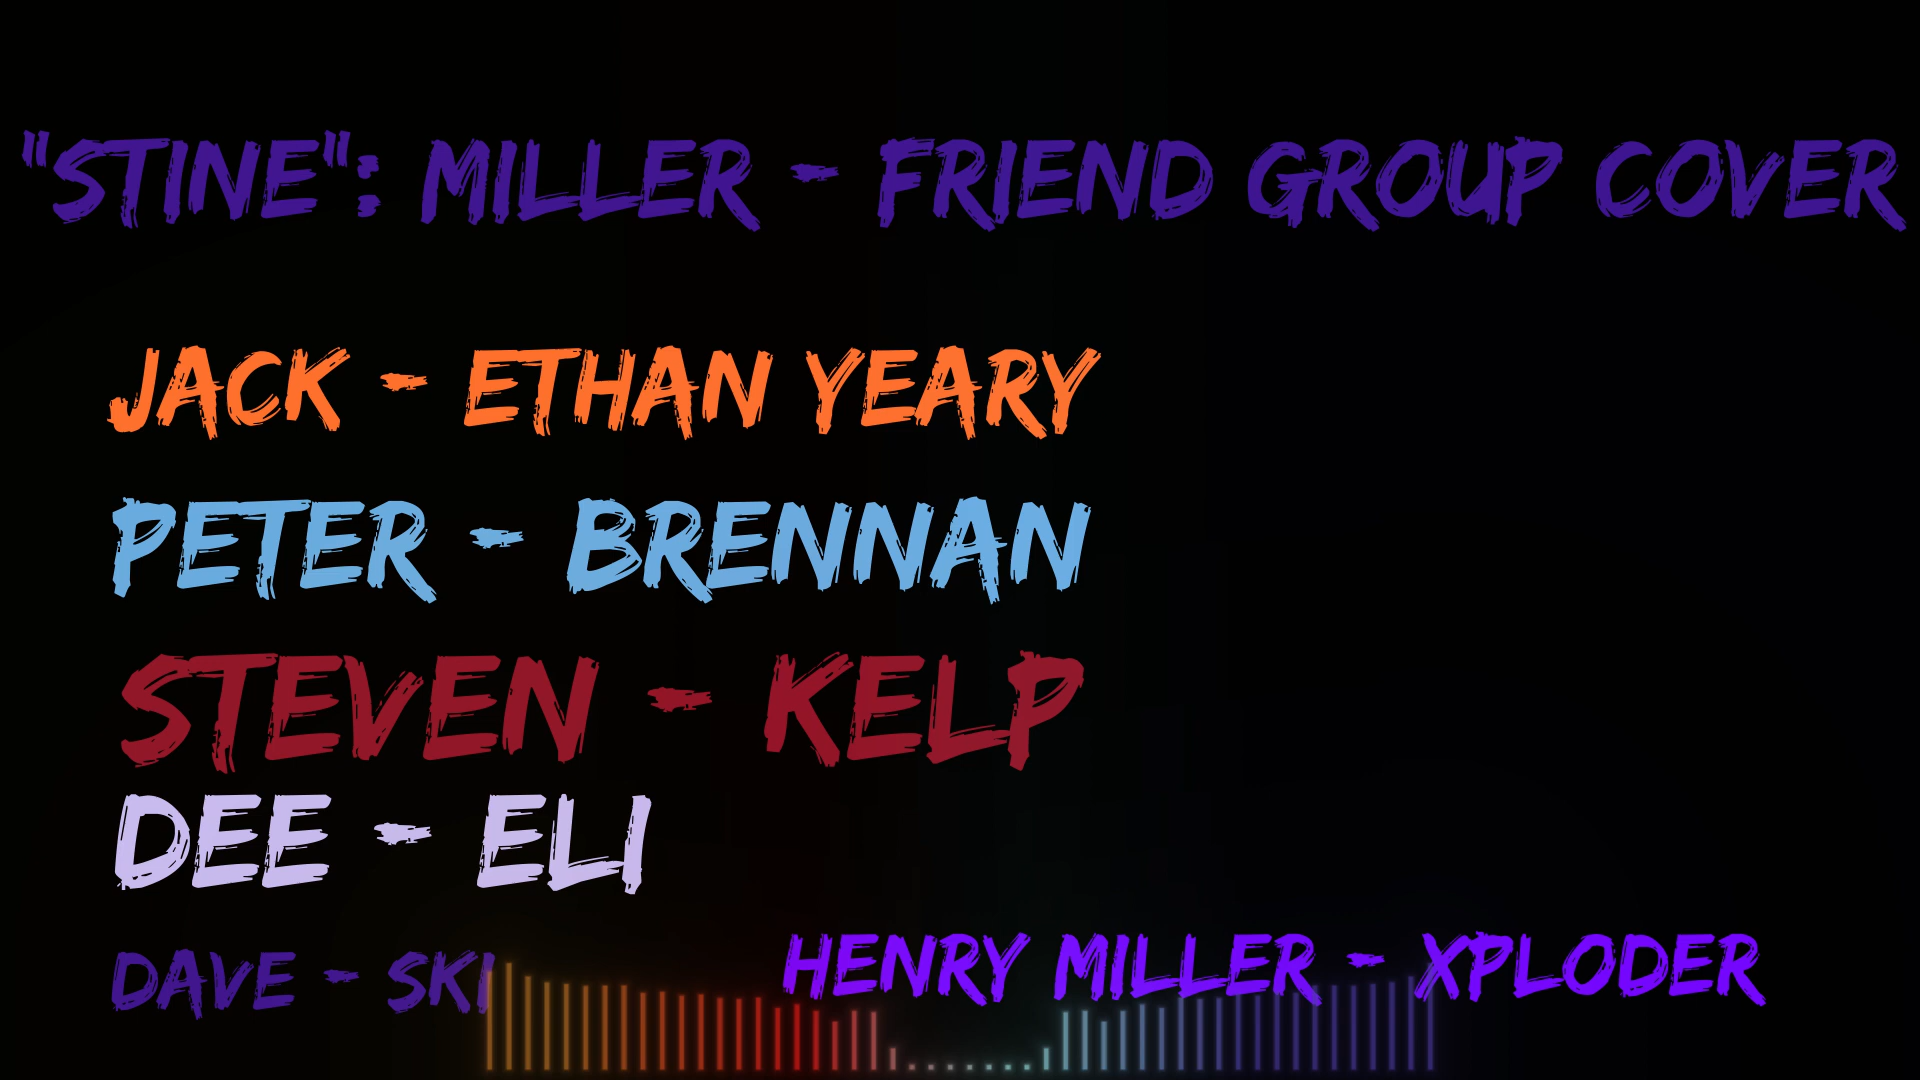 "STINE": MILLER - FRIEND GROUP COVER
JACK - ETHAN YEARY
PETER - BRENNAN
STEVEN - KELP
DEE - ELI
DAVE - SKI
HENRY MILLER - XPLODER